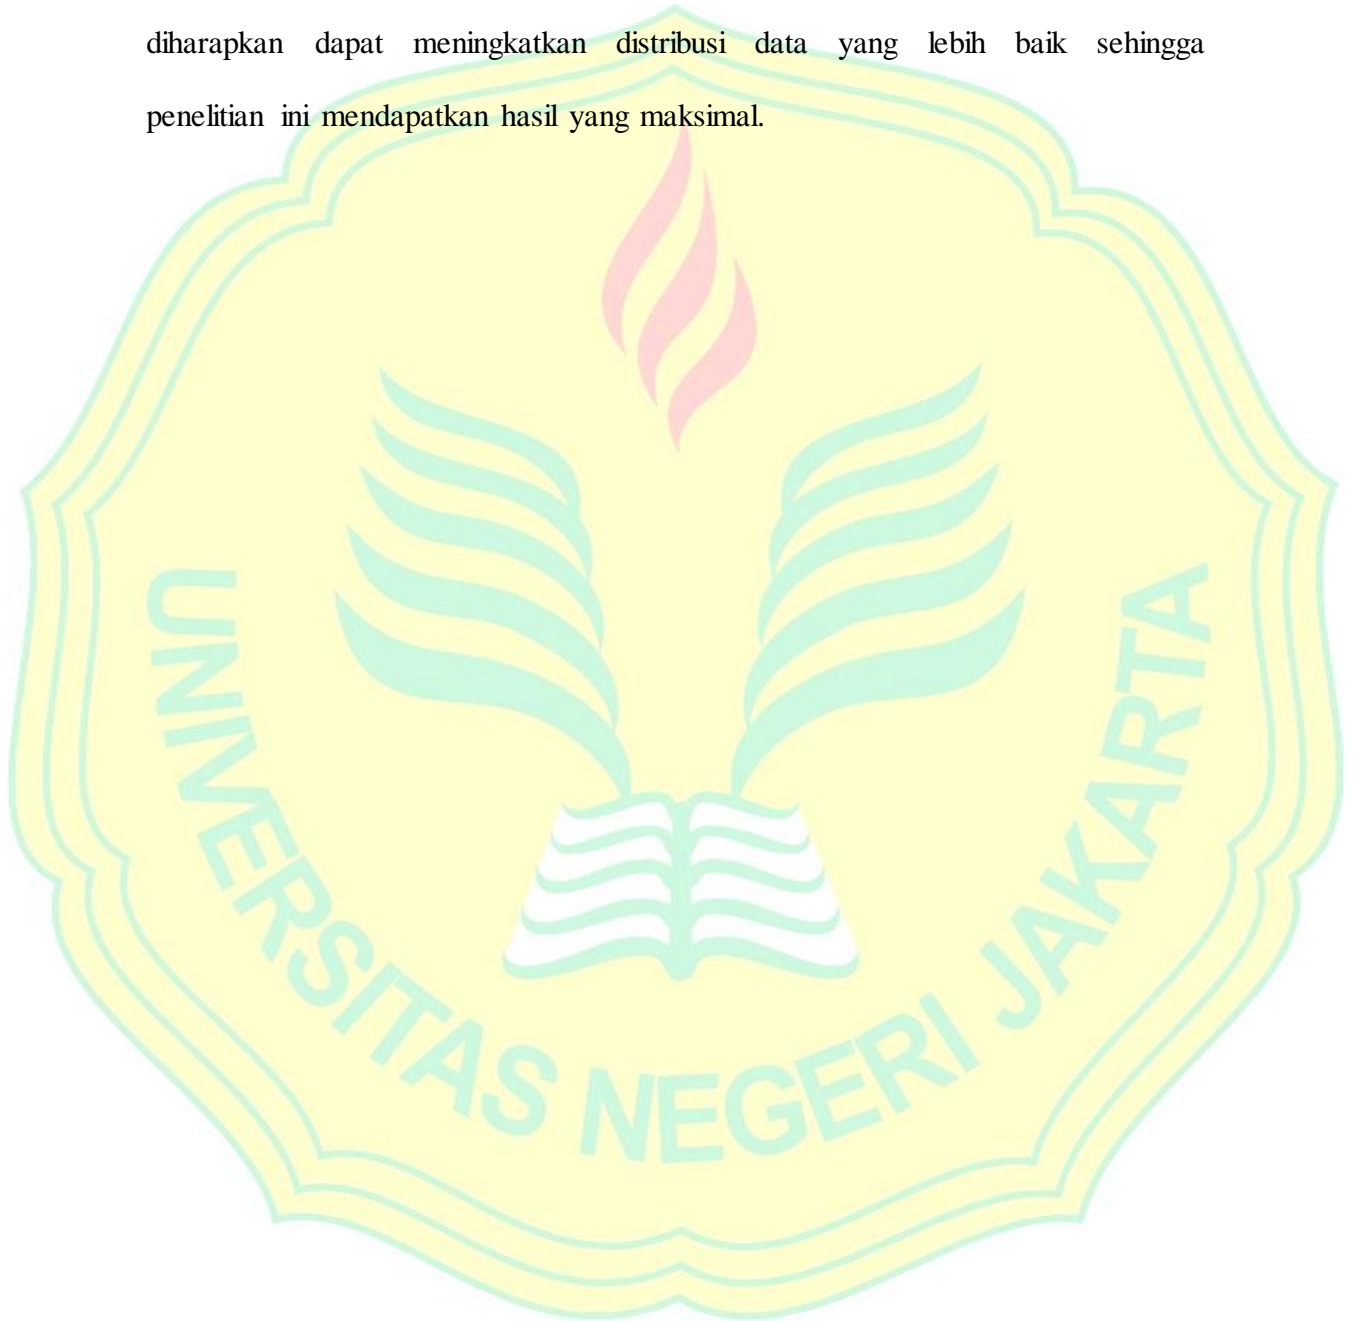 diharapkan dapat meningkatkan distribusi data yang lebih baik sehingga
penelitian ini mendapatkan hasil yang maksimal.
UNIVERSITAS NEGERI JAKARTA